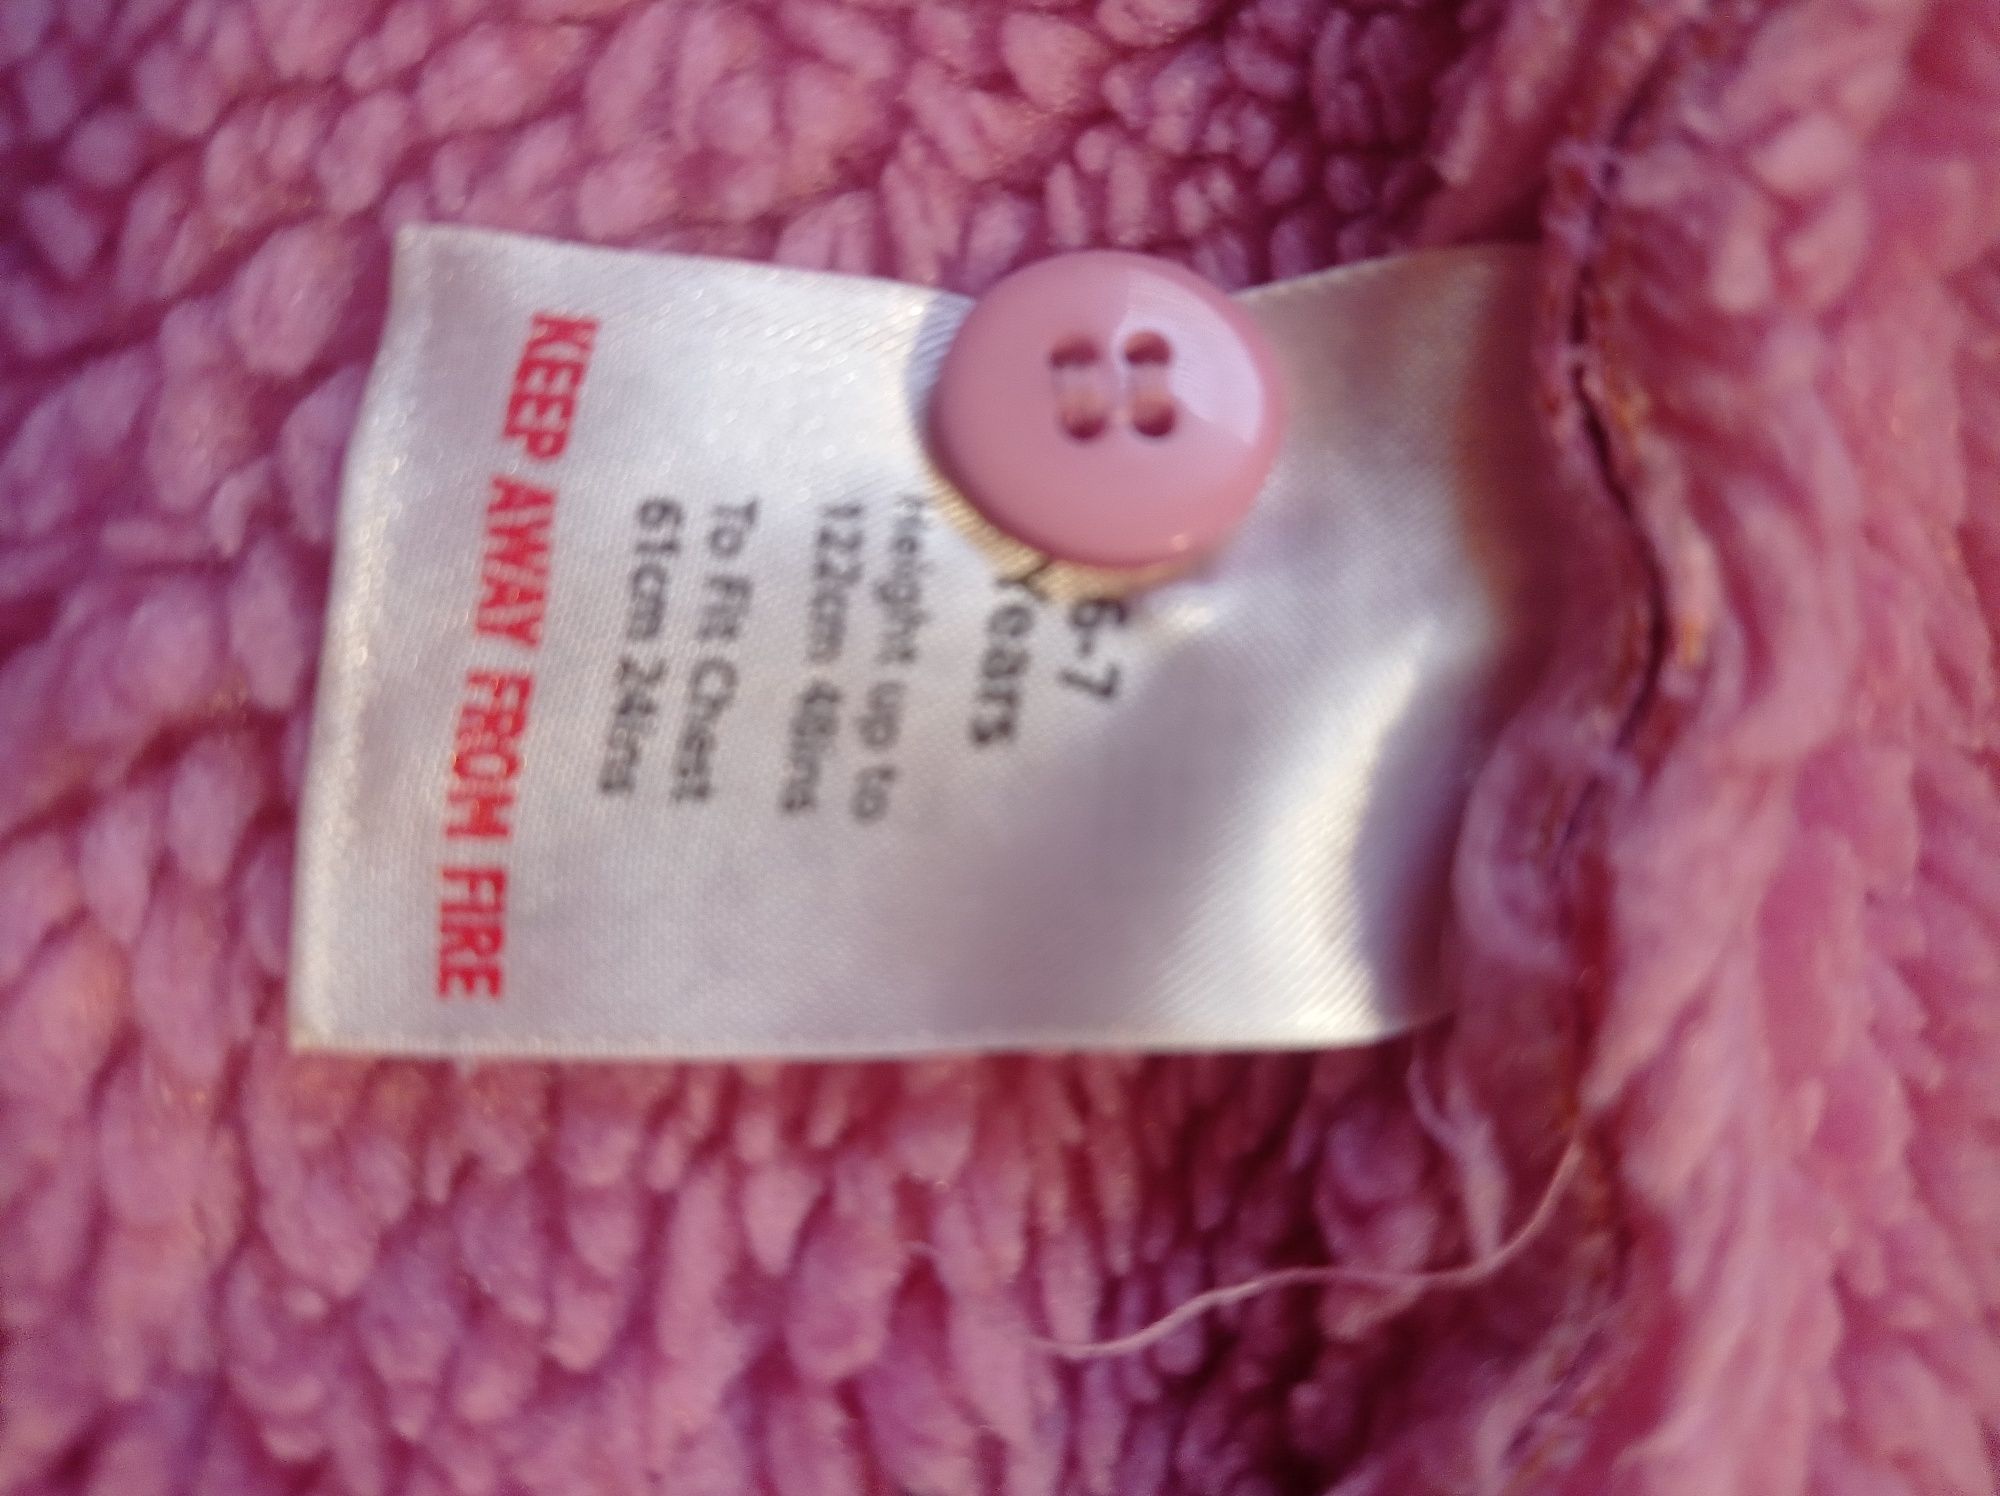 6-7
Years
Height up to
122cm 48ins
To Fit Chest
61cm 24ins
KEEP AWAY FROM FIRE